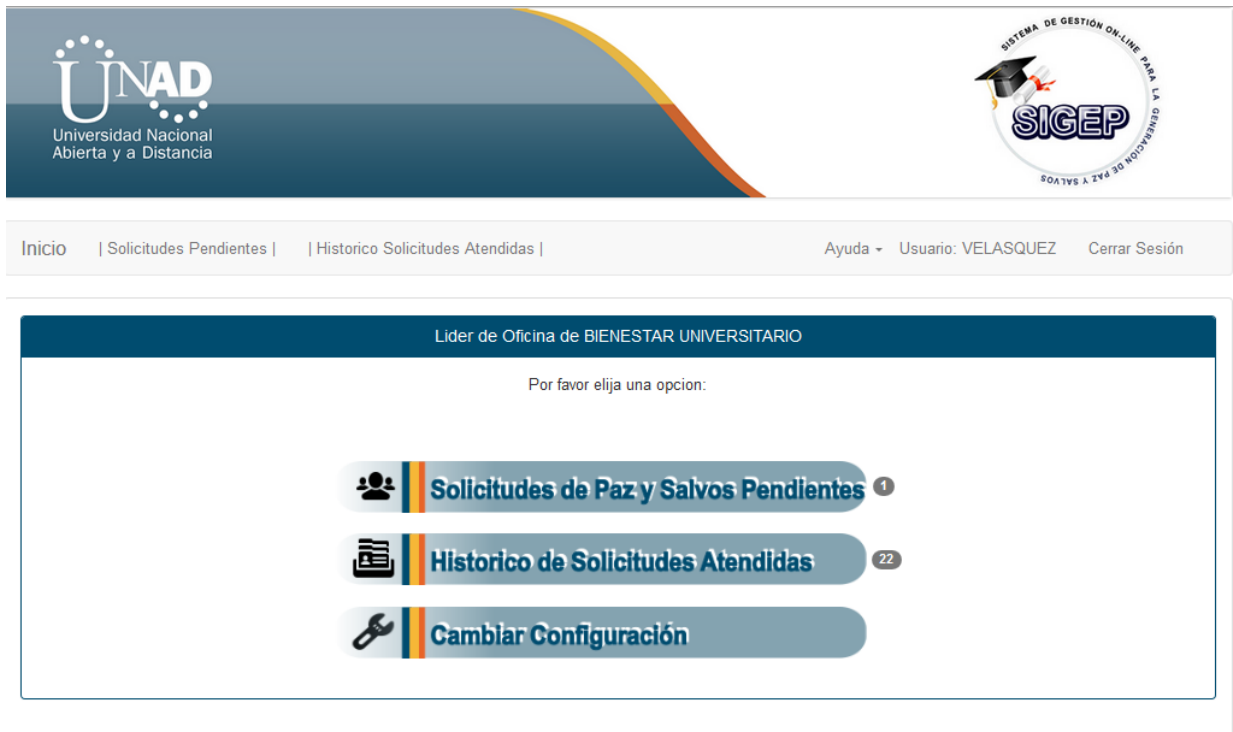 UNAD
Universidad Nacional
Abierta y a Distancia
SISTEMA DE GESTIÓN ON-LINE PARA LA GENERACIÓN DE PAZ Y SALVOS
SIGEP
Inicio | Solicitudes Pendientes | | Historico Solicitudes Atendidas | Ayuda Usuario: VELASQUEZ Cerrar Sesión
Lider de Oficina de BIENESTAR UNIVERSITARIO
Por favor elija una opcion:
Solicitudes de Paz y Salvos Pendientes 1
Historico de Solicitudes Atendidas 22
Cambiar Configuración